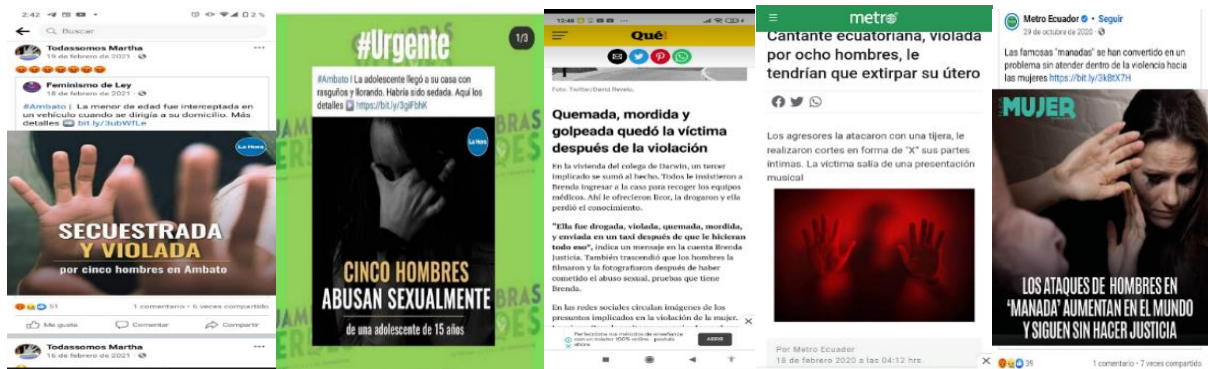 2:42
2%
Buscar
Todassomos Martha
19 de febrero de 2021
Feminismo de Ley
18 de febrero de 2021
#Ambato | La menor de edad fue interceptada en
un vehículo cuando se dirigía a su domicilio. Más
detalles bit.ly/3ubWfLe
La Hora
SECUESTRADA
Y VIOLADA
por cinco hombres en Ambato
51
1 comentario • 6 veces compartido
Me gusta
Comentar
Compartir
Todassomos Martha
16 de febrero de 2021
#Urgente
1/3
#Ambato | La adolescente llegó a su casa con
rasguños y llorando. Habría sido sedada. Aquí los
detalles https://bit.ly/3giFbhK
La Hora
CINCO HOMBRES
ABUSAN SEXUALMENTE
de una adolescente de 15 años
12:46
Qué!
Foto: Twitter/David Revelo.
Quemada, mordida y
golpeada quedó la víctima
después de la violación
En la vivienda del colega de Darwin, un tercer
implicado se sumó al hecho. Todos le insistieron a
Brenda ingresar a la casa para recoger los equipos
médicos. Ahí le ofrecieron licor, la drogaron y ella
perdió el conocimiento.
"Ella fue drogada, violada, quemada, mordida,
y enviada en un taxi después de que le hicieran
todo eso", indica un mensaje en la cuenta Brenda
Justicia. También trascendió que los hombres la
filmaron y la fotografiaron después de haber
cometido el abuso sexual, pruebas que tiene
Brenda.
En las redes sociales circulan imágenes de los
presuntos implicados en la violación de la mujer.
metro
Cantante ecuatoriana, violada
por ocho hombres, le
tendrían que extirpar su útero
Los agresores la atacaron con una tijera, le
realizaron cortes en forma de "X" sus partes
íntimas. La víctima salía de una presentación
musical
Por Metro Ecuador
18 de febrero 2020 a las 04:12 hrs.
Metro Ecuador • Seguir
29 de octubre de 2020
Las famosas "manadas" se han convertido en un
problema sin atender dentro de la violencia hacia
las mujeres https://bit.ly/3kBtX7H
MUJER
LOS ATAQUES DE HOMBRES EN
"MANADA" AUMENTAN EN EL MUNDO
Y SIGUEN SIN HACER JUSTICIA
39
1 comentario • 7 veces compartido